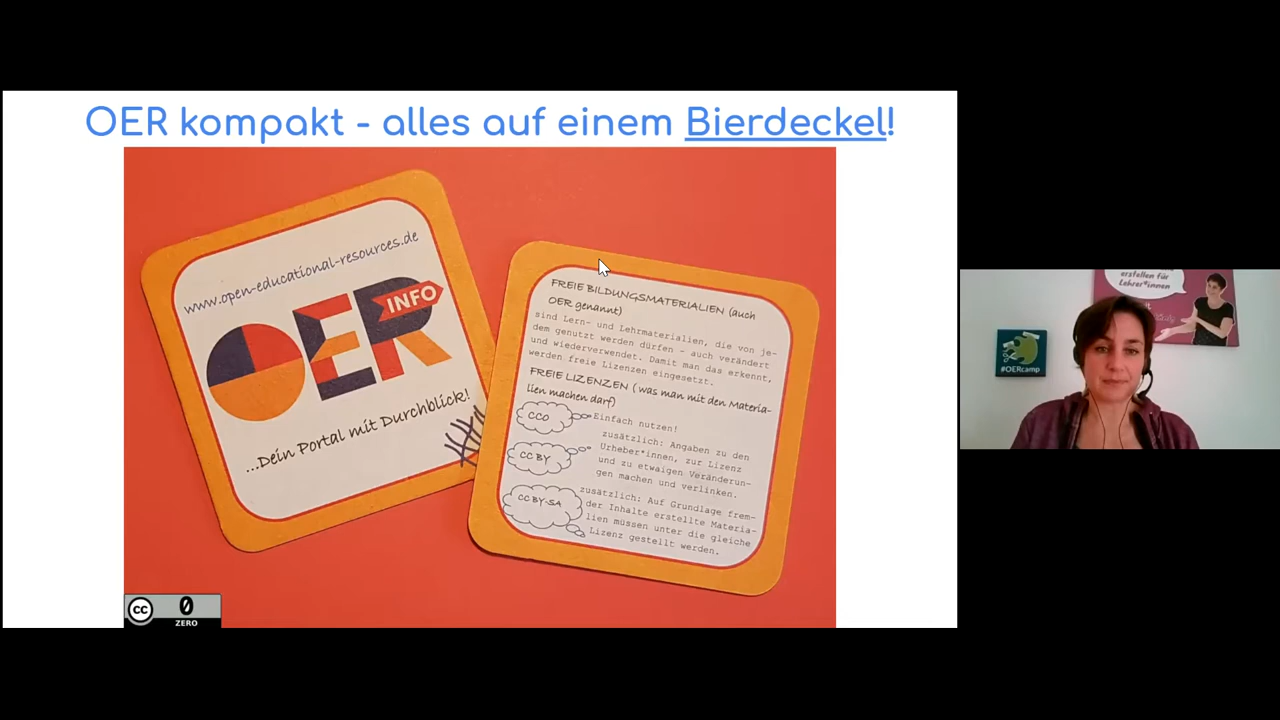 OER kompakt - alles auf einem Bierdeckel!
www.open-educational-resources.de
OER
INFO
...Dein Portal mit Durchblick!
FREIE BILDUNGSMATERIALIEN (auch
OER genannt)
sind Lern- und Lehrmaterialien, die von je-
dem genutzt werden dürfen - auch verändert
und wiederverwendet. Damit man das erkennt,
werden freie Lizenzen eingesetzt.
FREIE LIZENZEN (was man mit den Materia-
lien machen darf)
CC0
Einfach nutzen!
CC BY
zusätzlich: Angaben zu den
Urheber*innen, zur Lizenz
und zu etwaigen Veränderun-
gen machen und verlinken.
CC BY-SA
zusätzlich: Auf Grundlage frem-
der Inhalte erstellte Materia-
lien müssen unter die gleiche
Lizenz gestellt werden.
cc 0
ZERO
erstellen für
Lehrer*innen
#OERcamp